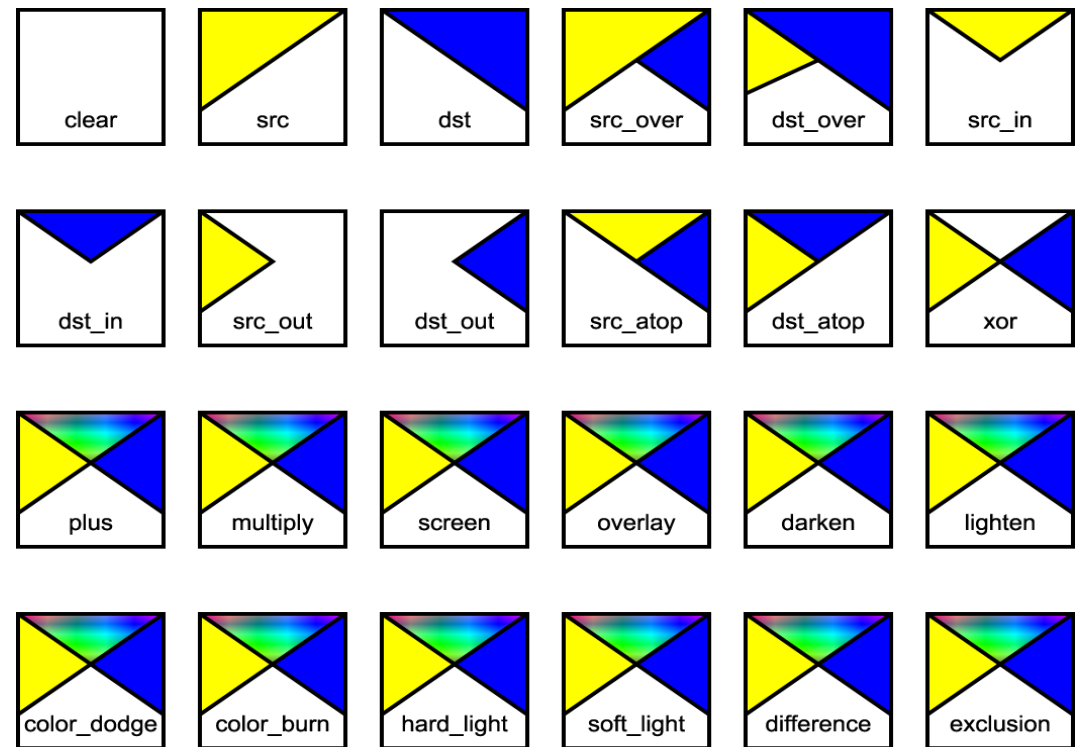 clear
src
dst
src_over
dst_over
src_in
dst_in
src_out
dst_out
src_atop
dst_atop
xor
plus
multiply
screen
overlay
darken
lighten
color_dodge
color_burn
hard_light
soft_light
difference
exclusion